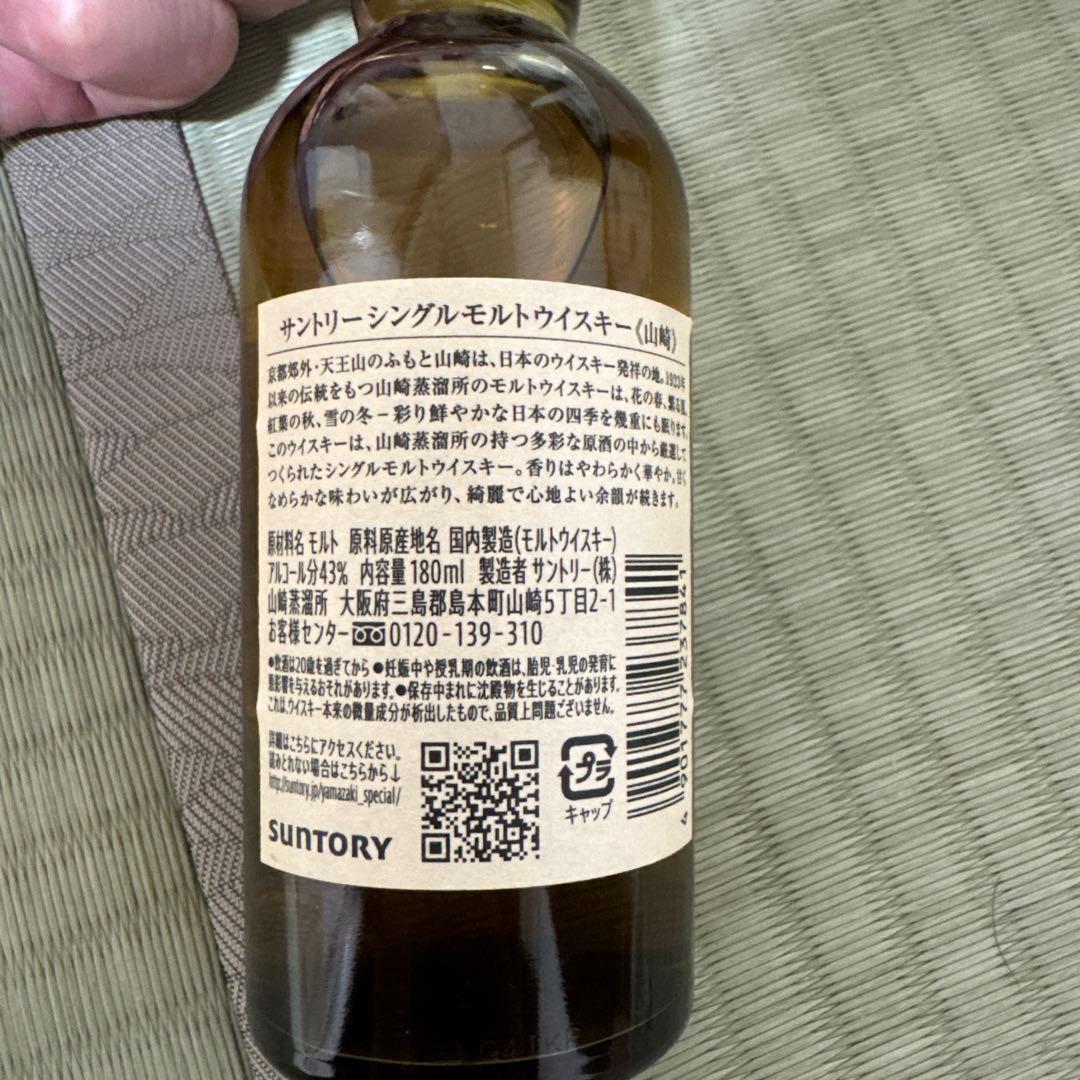 サントリーシングルモルトウイスキー《山崎》
京都郊外・天王山のふもと山崎は、日本のウイスキー発祥の地。1923年
以来の伝統をもつ山崎蒸溜所のモルトウイスキーは、花の春、
紅葉の秋、雪の冬－彩り鮮やかな日本の四季を幾重にも眠ります。
このウイスキーは、山崎蒸溜所の持つ多彩な原酒の中から厳選して
つくられたシングルモルトウイスキー。香りはやわらかく華やか。甘く
なめらかな味わいが広がり、綺麗で心地よい余韻が続きます。
原材料名 モルト 原料原産地名 国内製造(モルトウイスキー)
アルコール分43% 内容量180ml 製造者 サントリー(株)
山崎蒸溜所 大阪府三島郡島本町山崎5丁目2-1
お客様センター 0120-139-310
●飲酒は20歳を過ぎてから ●妊娠中や授乳期の飲酒は、胎児・乳児の発育に
悪影響を与えるおそれがあります。●保存中まれに沈殿物を生じることがあります。
これは、ウイスキー本来の微量成分が析出したもので、品質上問題ございません。
詳細はこちらにアクセスください。
読みとれない場合はこちらから↓
http://suntory.jp/yamazaki_special/
SUNTORY
プラ
キャップ
4 901777 237841